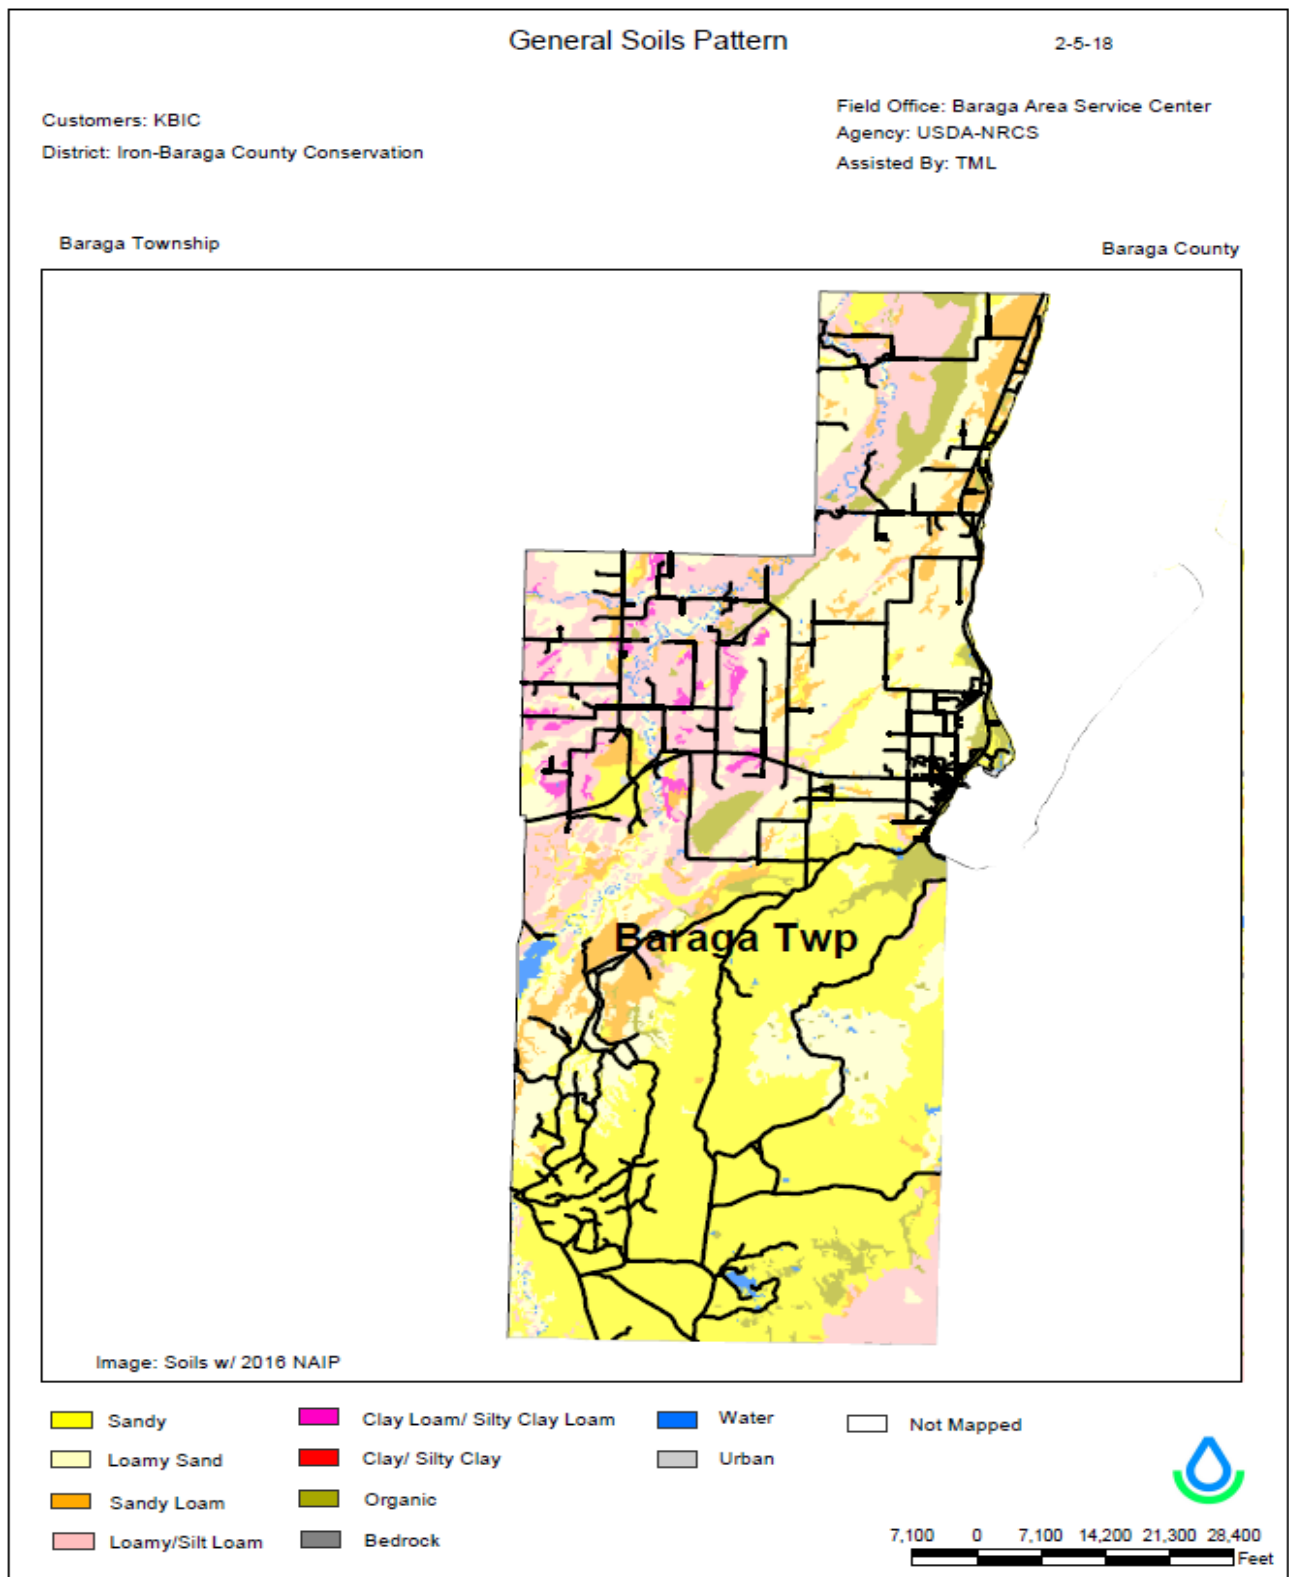 General Soils Pattern
2-5-18
Customers: KBIC
District: Iron-Baraga County Conservation
Field Office: Baraga Area Service Center
Agency: USDA-NRCS
Assisted By: TML
Baraga Township
Baraga County
Baraga Twp
Image: Soils w/ 2016 NAIP
Sandy
Loamy Sand
Sandy Loam
Loamy/Silt Loam
Clay Loam/ Silty Clay Loam
Clay/ Silty Clay
Organic
Bedrock
Water
Urban
Not Mapped
7,100 0 7,100 14,200 21,300 28,400
Feet